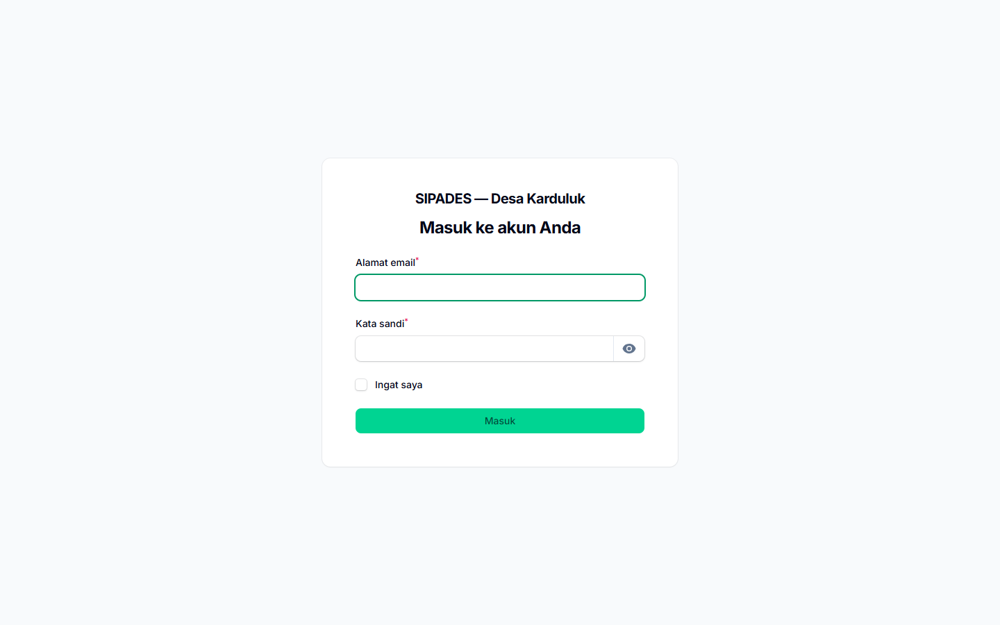 SIPADES — Desa Karduluk
Masuk ke akun Anda
Alamat email*
Kata sandi*
Ingat saya
Masuk